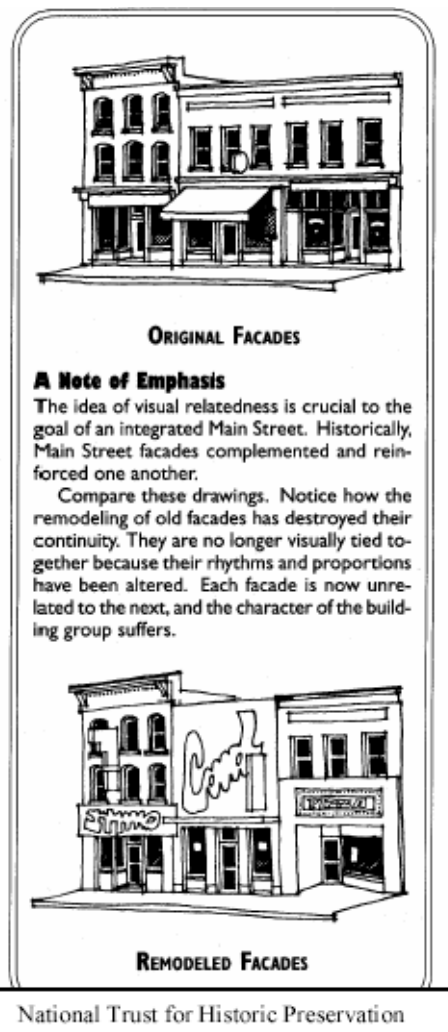 ORIGINAL FACADES
A Note of Emphasis
The idea of visual relatedness is crucial to the
goal of an integrated Main Street. Historically,
Main Street facades complemented and rein-
forced one another.
Compare these drawings. Notice how the
remodeling of old facades has destroyed their
continuity. They are no longer visually tied to-
gether because their rhythms and proportions
have been altered. Each facade is now unre-
lated to the next, and the character of the build-
ing group suffers.
REMODELED FACADES
National Trust for Historic Preservation